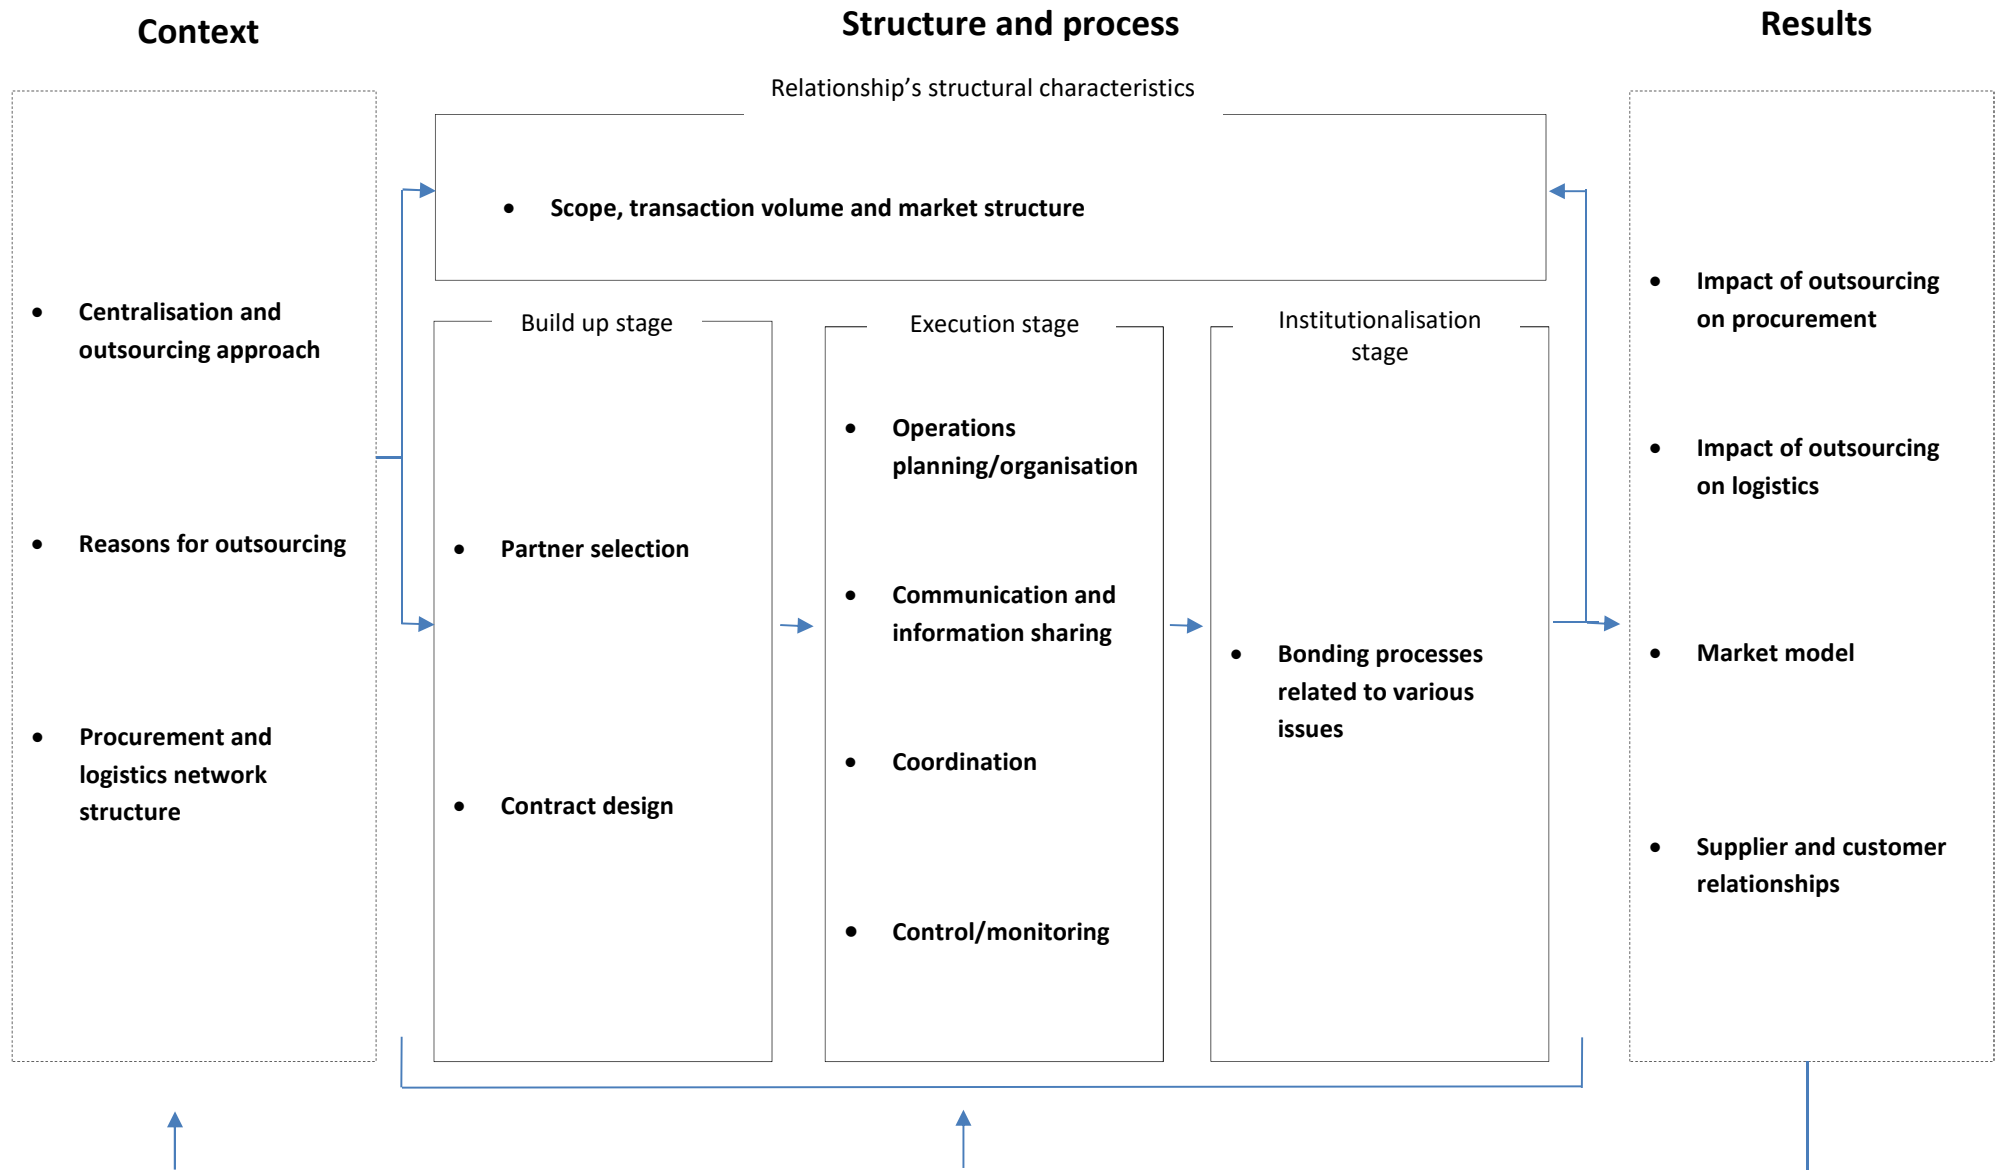 Context
Structure and process
Results
Relationship’s structural characteristics
• Scope, transaction volume and market structure
• Centralisation and
outsourcing approach
• Reasons for outsourcing
• Procurement and
logistics network
structure
Build up stage
• Partner selection
• Contract design
Execution stage
• Operations
planning/organisation
• Communication and
information sharing
• Coordination
• Control/monitoring
Institutionalisation
stage
• Bonding processes
related to various
issues
• Impact of outsourcing
on procurement
• Impact of outsourcing
on logistics
• Market model
• Supplier and customer
relationships